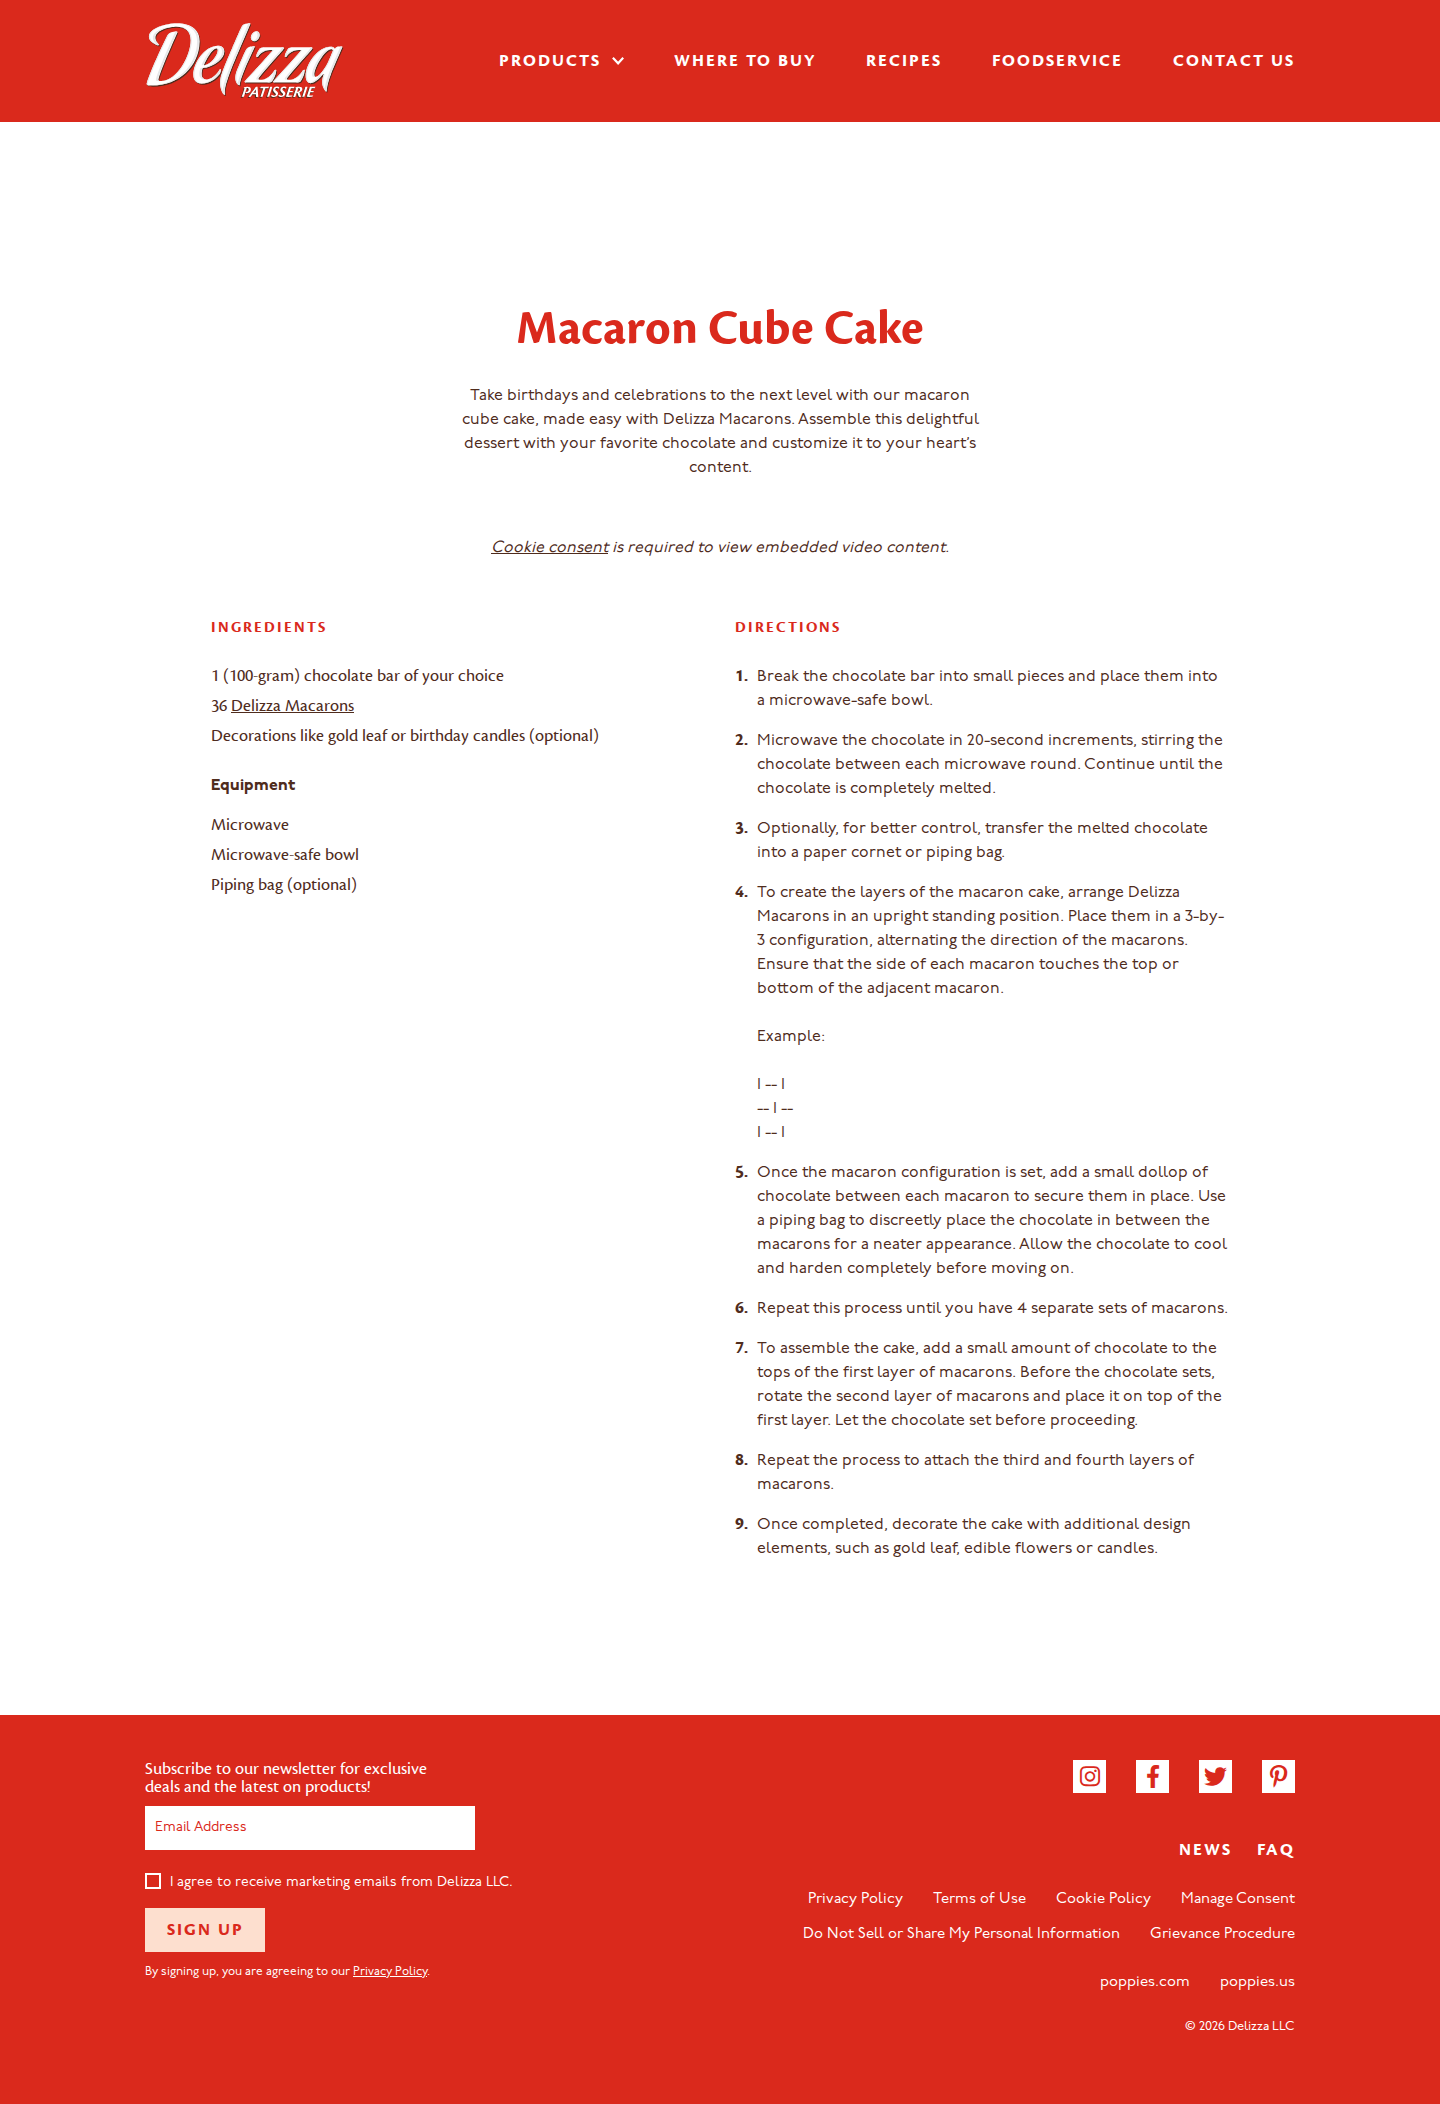 Delizza
PATISSERIE
PRODUCTS
WHERE TO BUY
RECIPES
FOODSERVICE
CONTACT US
Macaron Cube Cake
Take birthdays and celebrations to the next level with our macaron
cube cake, made easy with Delizza Macarons. Assemble this delightful
dessert with your favorite chocolate and customize it to your heart’s
content.
Cookie consent is required to view embedded video content.
INGREDIENTS
1 (100-gram) chocolate bar of your choice
36 Delizza Macarons
Decorations like gold leaf or birthday candles (optional)
Equipment
Microwave
Microwave-safe bowl
Piping bag (optional)
DIRECTIONS
1. Break the chocolate bar into small pieces and place them into
a microwave-safe bowl.
2. Microwave the chocolate in 20-second increments, stirring the
chocolate between each microwave round. Continue until the
chocolate is completely melted.
3. Optionally, for better control, transfer the melted chocolate
into a paper cornet or piping bag.
4. To create the layers of the macaron cake, arrange Delizza
Macarons in an upright standing position. Place them in a 3-by-
3 configuration, alternating the direction of the macarons.
Ensure that the side of each macaron touches the top or
bottom of the adjacent macaron.
Example:
| -- |
-- | --
| -- |
5. Once the macaron configuration is set, add a small dollop of
chocolate between each macaron to secure them in place. Use
a piping bag to discreetly place the chocolate in between the
macarons for a neater appearance. Allow the chocolate to cool
and harden completely before moving on.
6. Repeat this process until you have 4 separate sets of macarons.
7. To assemble the cake, add a small amount of chocolate to the
tops of the first layer of macarons. Before the chocolate sets,
rotate the second layer of macarons and place it on top of the
first layer. Let the chocolate set before proceeding.
8. Repeat the process to attach the third and fourth layers of
macarons.
9. Once completed, decorate the cake with additional design
elements, such as gold leaf, edible flowers or candles.
Subscribe to our newsletter for exclusive
deals and the latest on products!
Email Address
I agree to receive marketing emails from Delizza LLC.
SIGN UP
By signing up, you are agreeing to our Privacy Policy.
NEWS FAQ
Privacy Policy Terms of Use Cookie Policy Manage Consent
Do Not Sell or Share My Personal Information Grievance Procedure
poppies.com poppies.us
© 2026 Delizza LLC